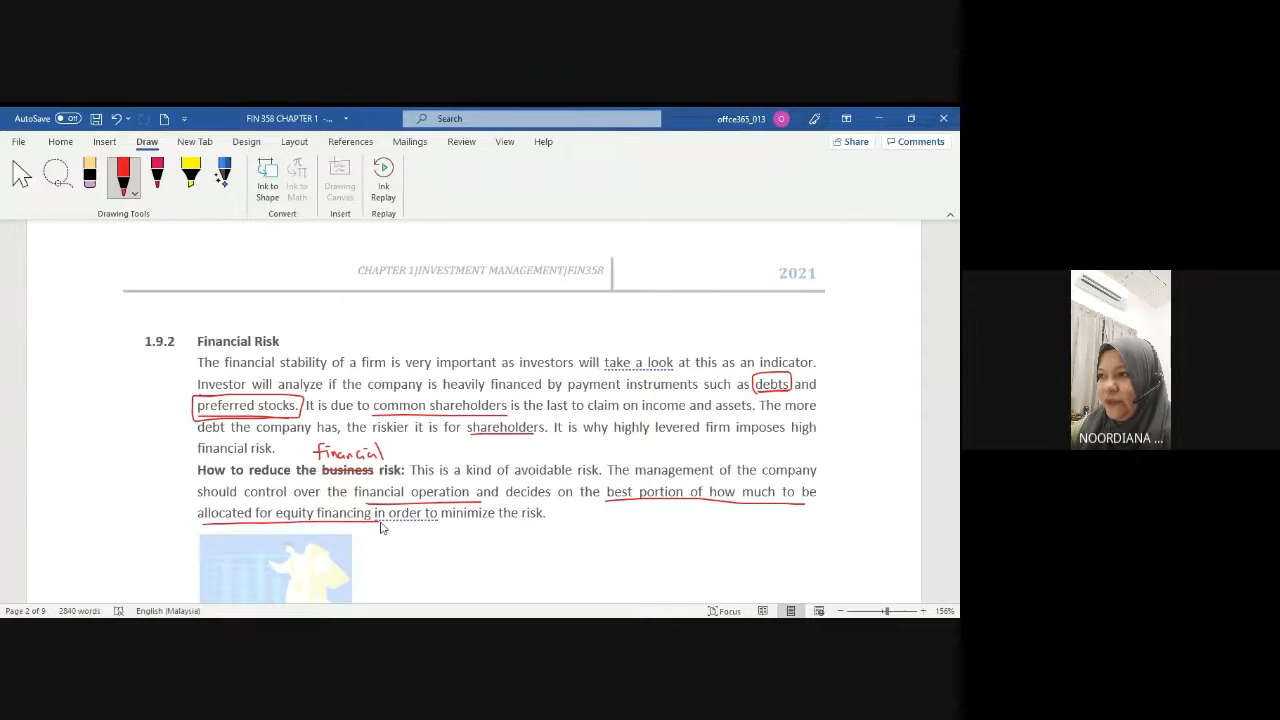 AutoSave Off FIN 358 CHAPTER 1 -... Search offce365_013 O
File Home Insert Draw New Tab Design Layout References Mailings Review View Help Share Comments
Ink to Shape Ink to Math Drawing Canvas Ink Replay
Drawing Tools Convert Insert Replay
CHAPTER 1|INVESTMENT MANAGEMENT|FIN358 2021
1.9.2 Financial Risk
The financial stability of a firm is very important as investors will take a look at this as an indicator.
Investor will analyze if the company is heavily financed by payment instruments such as debts and
preferred stocks. It is due to common shareholders is the last to claim on income and assets. The more
debt the company has, the riskier it is for shareholders. It is why highly levered firm imposes high
financial risk.
financial
How to reduce the business risk: This is a kind of avoidable risk. The management of the company
should control over the financial operation and decides on the best portion of how much to be
allocated for equity financing in order to minimize the risk.
NOORDIANA ...
Page 2 of 9 2840 words English (Malaysia) Focus 156%